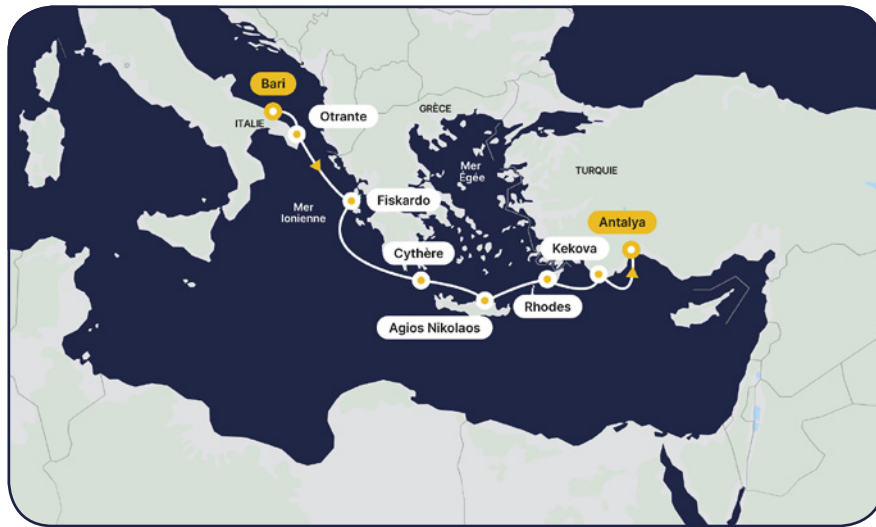 Bari
Otrante
ITALIE
GRÈCE
Mer
Égée
TURQUIE
Mer
Ionienne
Fiskardo
Antalya
Cythère
Kekova
Rhodes
Agios Nikolaos